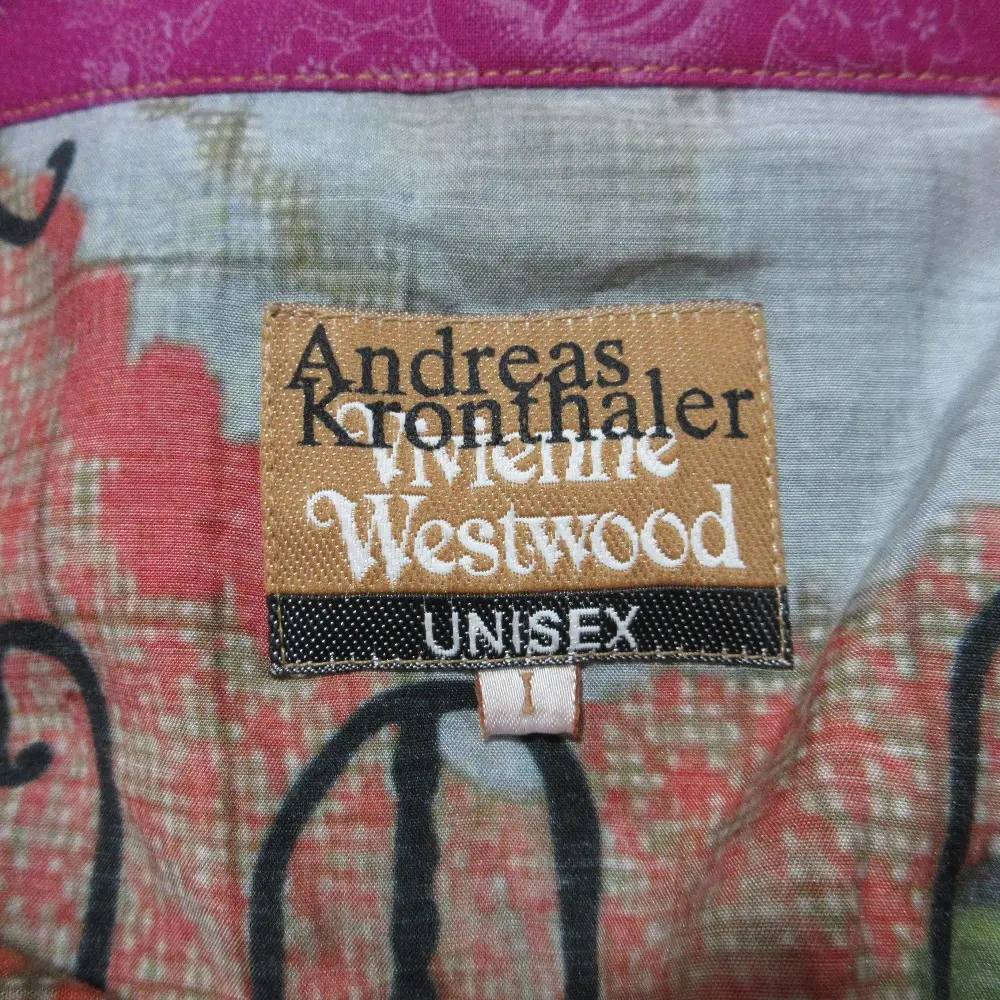 Andreas
Kronthaler
Vivienne
Westwood
UNISEX
I